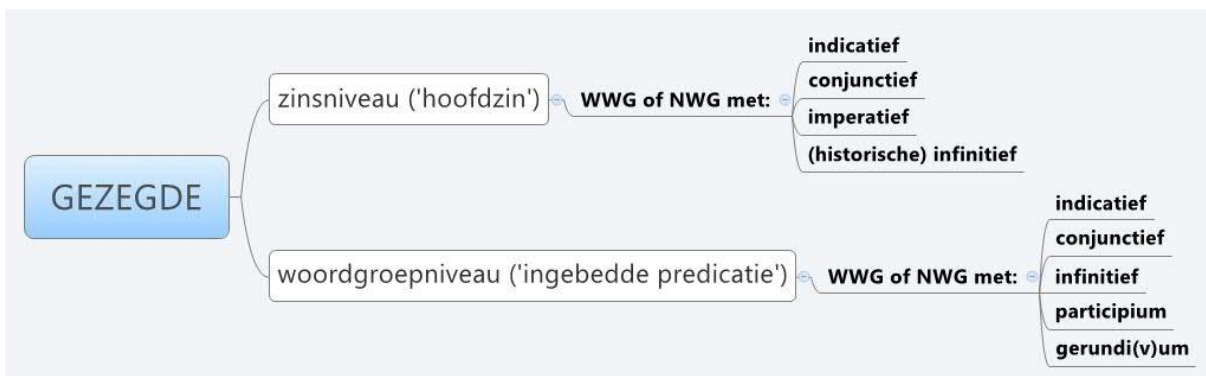 GEZEGDE
zinsniveau ('hoofdzin')
WWG of NWG met:
indicatief
conjunctief
imperatief
(historische) infinitief
woordgroepniveau ('ingebedde predicatie')
WWG of NWG met:
indicatief
conjunctief
infinitief
participium
gerundi(v)um